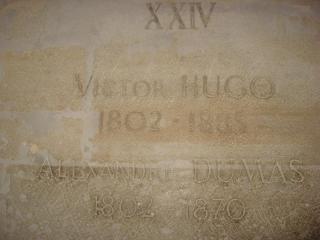 XXIV
VICTOR HUGO
1802 - 1885
ALEXANDRE DUMAS
1802 1870